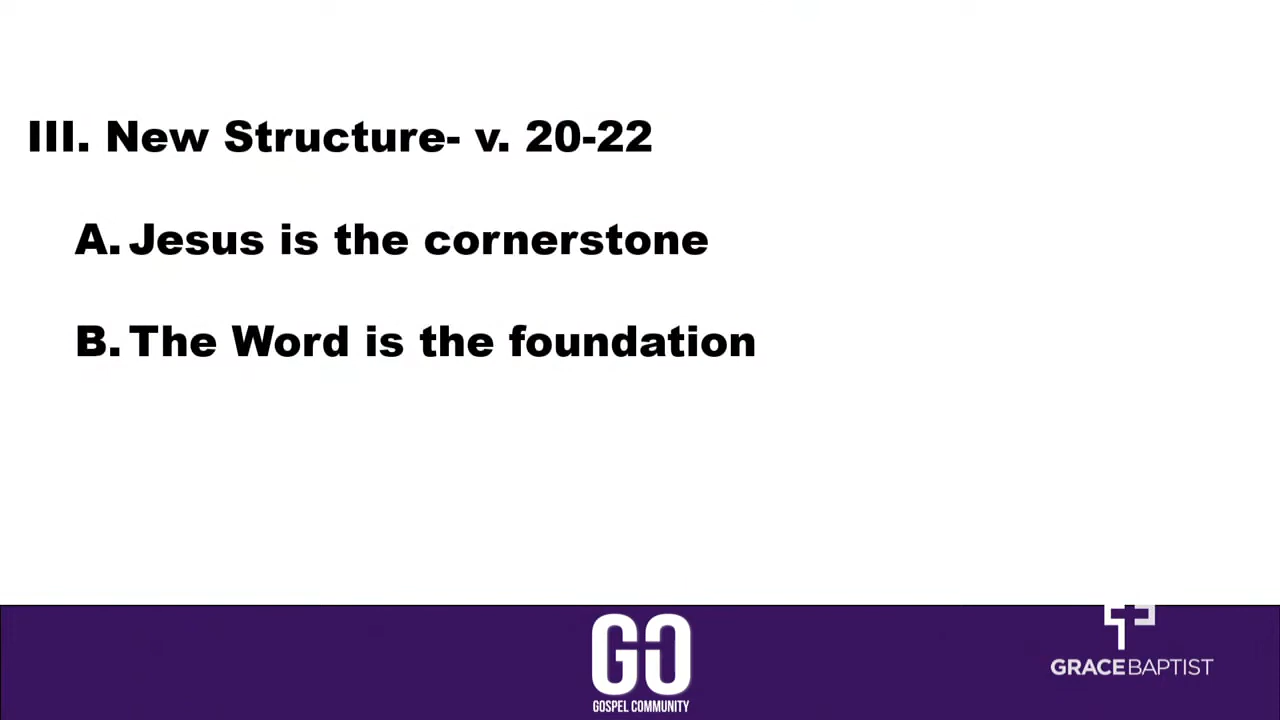 III. New Structure- v. 20-22
A. Jesus is the cornerstone
B. The Word is the foundation
GO
GOSPEL COMMUNITY
GRACEBAPTIST